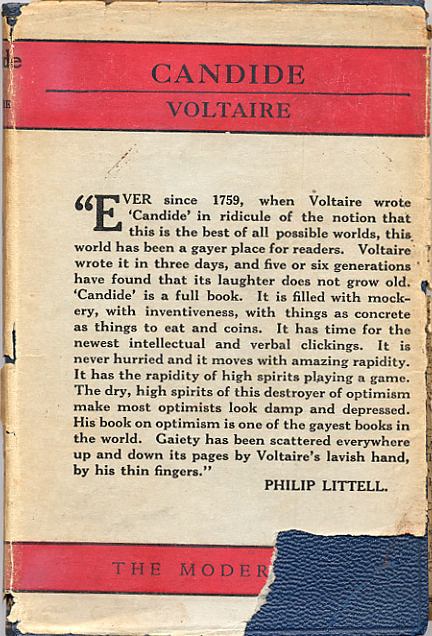 de
CANDIDE
VOLTAIRE
“EVER since 1759, when Voltaire wrote
‘Candide’ in ridicule of the notion that
this is the best of all possible worlds, this
world has been a gayer place for readers. Voltaire
wrote it in three days, and five or six generations
have found that its laughter does not grow old.
‘Candide’ is a full book. It is filled with mock-
ery, with inventiveness, with things as concrete
as things to eat and coins. It has time for the
newest intellectual and verbal clickings. It is
never hurried and it moves with amazing rapidity.
It has the rapidity of high spirits playing a game.
The dry, high spirits of this destroyer of optimism
make most optimists look damp and depressed.
His book on optimism is one of the gayest books in
the world. Gaiety has been scattered everywhere
up and down its pages by Voltaire’s lavish hand,
by his thin fingers.”
PHILIP LITTELL.
THE MODER